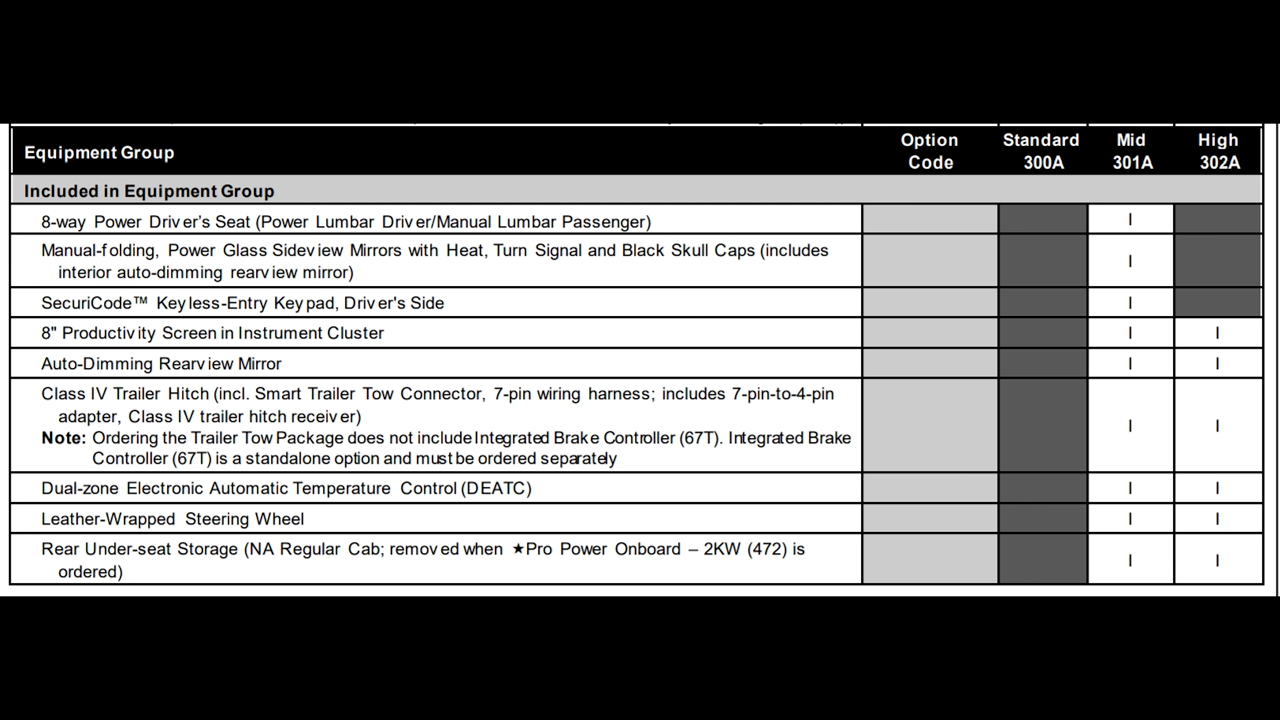 Equipment Group Option Code Standard 300A Mid 301A High 302A
Included in Equipment Group
8-way Power Driver's Seat (Power Lumbar Driver/Manual Lumbar Passenger) I
Manual-folding, Power Glass Sideview Mirrors with Heat, Turn Signal and Black Skull Caps (includes
interior auto-dimming rearview mirror) I
SecuriCode™ Keyless-Entry Keypad, Driver's Side I
8" Productivity Screen in Instrument Cluster I I
Auto-Dimming Rearview Mirror I I
Class IV Trailer Hitch (incl. Smart Trailer Tow Connector, 7-pin wiring harness; includes 7-pin-to-4-pin
adapter, Class IV trailer hitch receiver) I I
Note: Ordering the Trailer Tow Package does not include Integrated Brake Controller (67T). Integrated Brake
Controller (67T) is a standalone option and must be ordered separately
Dual-zone Electronic Automatic Temperature Control (DEATC) I I
Leather-Wrapped Steering Wheel I I
Rear Under-seat Storage (NA Regular Cab; removed when ★Pro Power Onboard – 2KW (472) is
ordered) I I